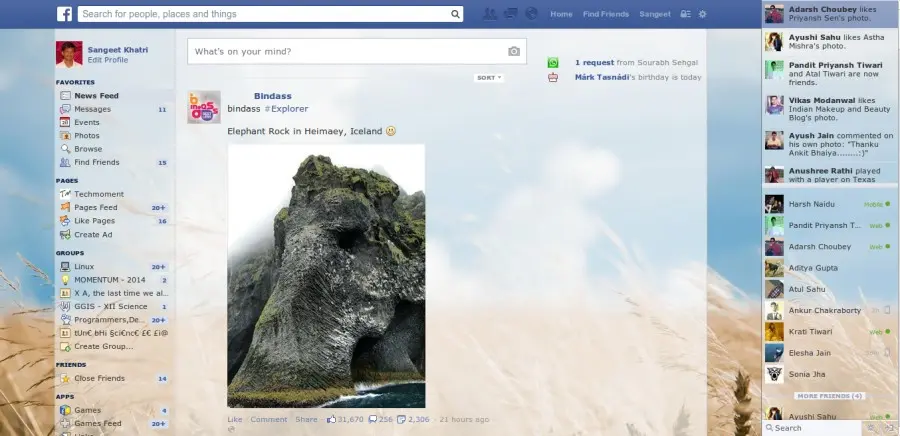 Search for people, places and things
Home
Find Friends
Sangeet
Sangeet Khatri
Edit Profile
FAVORITES
News Feed
Messages 11
Events
Photos
Browse
Find Friends 15
PAGES
Techmoment
Pages Feed 20+
Like Pages 16
Create Ad
GROUPS
Linux 20+
MOMENTUM - 2014 2
X A, the last time we al...
GGIS - XII Science 1
Programmers,De... 20+
Create Group...
FRIENDS
Close Friends 14
APPS
Games 4
Games Feed 20+
What's on your mind?
SORT
Bindass
bindass #Explorer
Elephant Rock in Heimaey, Iceland
Like Comment Share 31,670 256 2,306 · 21 hours ago
1 request from Sourabh Sehgal
Márk Tasnádi's birthday is today
Adarsh Choubey likes
Priyansh Sen's photo.
Ayushi Sahu likes Astha
Mishra's photo.
Pandit Priyansh Tiwari
and Atal Tiwari are now
friends.
Vikas Modanwal likes
Indian Makeup and Beauty
Blog's photo.
Ayush Jain commented on
his own photo: "Thanku
Ankit Bhaiya........:)"
Anushree Rathi played
with a player on Texas
Harsh Naidu Mobile
Pandit Priyansh T... Web
Adarsh Choubey Web
Aditya Gupta
Atul Sahu
Ankur Chakraborty
Krati Tiwari Web
Elesha Jain
Sonia Jha
MORE FRIENDS (4)
Ayushi Sahu Web
Search